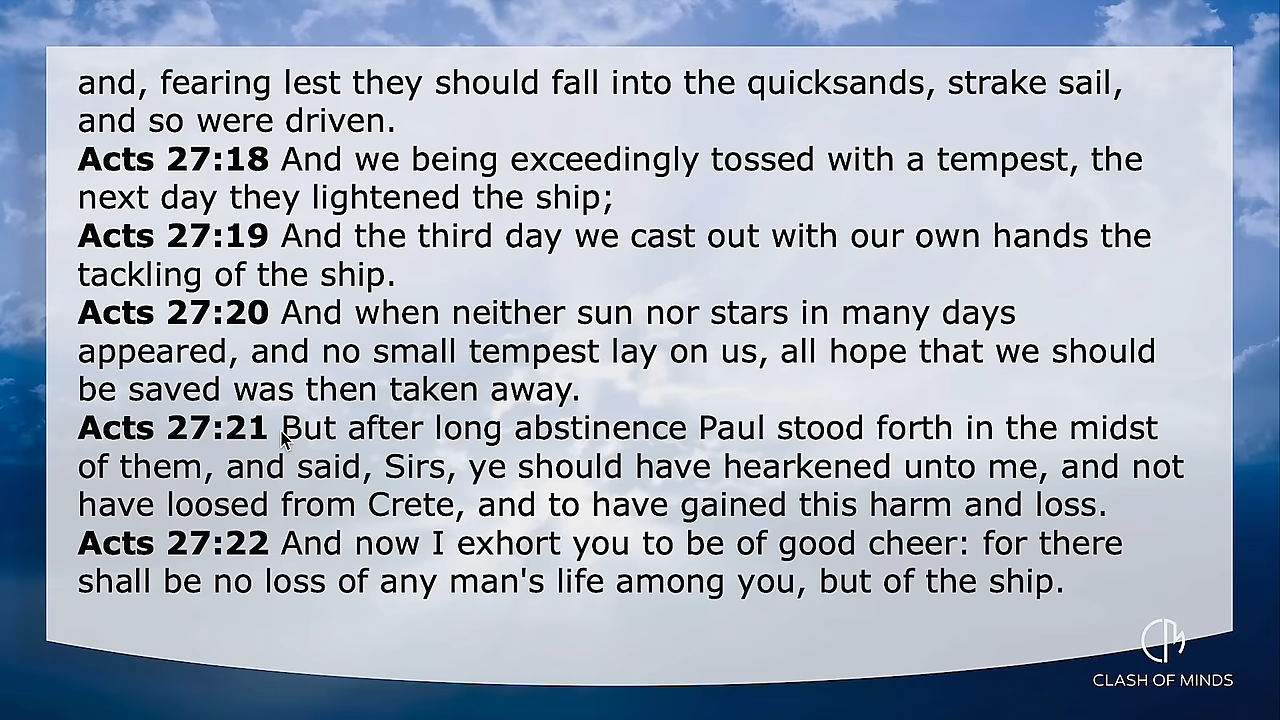 and, fearing lest they should fall into the quicksands, strake sail,
and so were driven.
Acts 27:18 And we being exceedingly tossed with a tempest, the
next day they lightened the ship;
Acts 27:19 And the third day we cast out with our own hands the
tackling of the ship.
Acts 27:20 And when neither sun nor stars in many days
appeared, and no small tempest lay on us, all hope that we should
be saved was then taken away.
Acts 27:21 But after long abstinence Paul stood forth in the midst
of them, and said, Sirs, ye should have hearkened unto me, and not
have loosed from Crete, and to have gained this harm and loss.
Acts 27:22 And now I exhort you to be of good cheer: for there
shall be no loss of any man's life among you, but of the ship.
CLASH OF MINDS